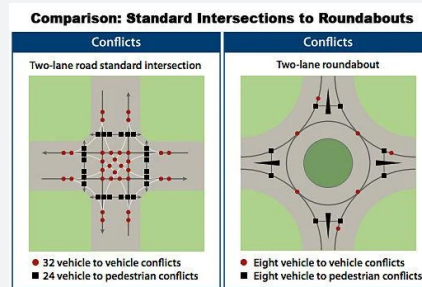 Comparison: Standard Intersections to Roundabouts
Conflicts
Two-lane road standard intersection
32 vehicle to vehicle conflicts
24 vehicle to pedestrian conflicts
Conflicts
Two-lane roundabout
Eight vehicle to vehicle conflicts
Eight vehicle to pedestrian conflicts